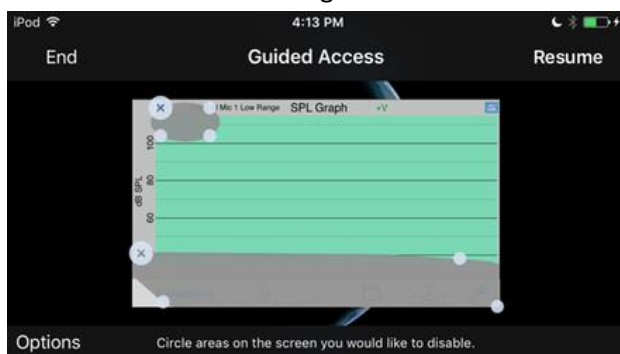 iPod 4:13 PM
End Guided Access Resume
Mic 1 Low Range SPL Graph +V
100
80
60
dB SPL
Options Circle areas on the screen you would like to disable.